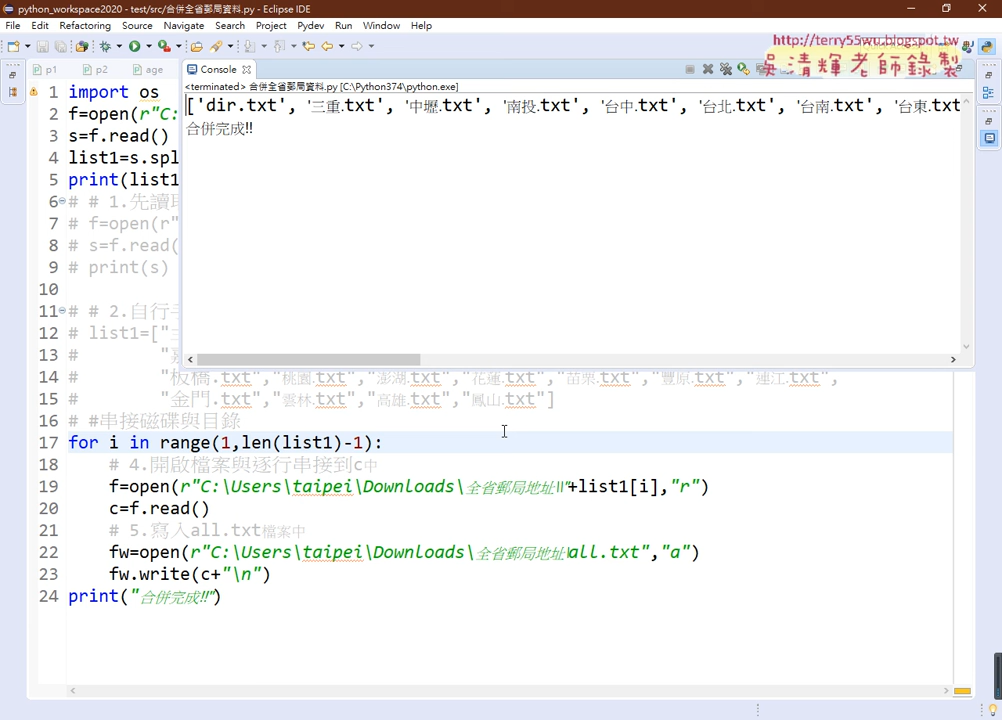 python_workspace2020 - test/src/合併全省郵局資料.py - Eclipse IDE
File Edit Refactoring Source Navigate Search Project Pydev Run Window Help
http://terry55wu.blogspot.tw
吳清輝老師錄製
p1 p2 age Console
<terminated> 合併全省郵局資料.py [C:\Python374\python.exe]
['dir.txt', '三重.txt', '中壢.txt', '南投.txt', '台中.txt', '台北.txt', '台南.txt', '台東.txt
合併完成!!
1 import os
2 f=open(r"C:
3 s=f.read()
4 list1=s.spl
5 print(list1
6 # # 1.先讀取
7 # f=open(r"
8 # s=f.read(
9 # print(s)
10
11 # # 2.自行手
12 # list1=["三
13 # "嘉
14 # "板橋.txt","桃園.txt","澎湖.txt","花蓮.txt","苗栗.txt","豐原.txt","連江.txt",
15 # "金門.txt","雲林.txt","高雄.txt","鳳山.txt"]
16 # #串接磁碟與目錄
17 for i in range(1,len(list1)-1):
18 # 4.開啟檔案與逐行串接到c中
19 f=open(r"C:\Users\taipei\Downloads\全省郵局地址\\"+list1[i],"r")
20 c=f.read()
21 # 5.寫入all.txt檔案中
22 fw=open(r"C:\Users\taipei\Downloads\全省郵局地址\all.txt","a")
23 fw.write(c+"\n")
24 print("合併完成!!")